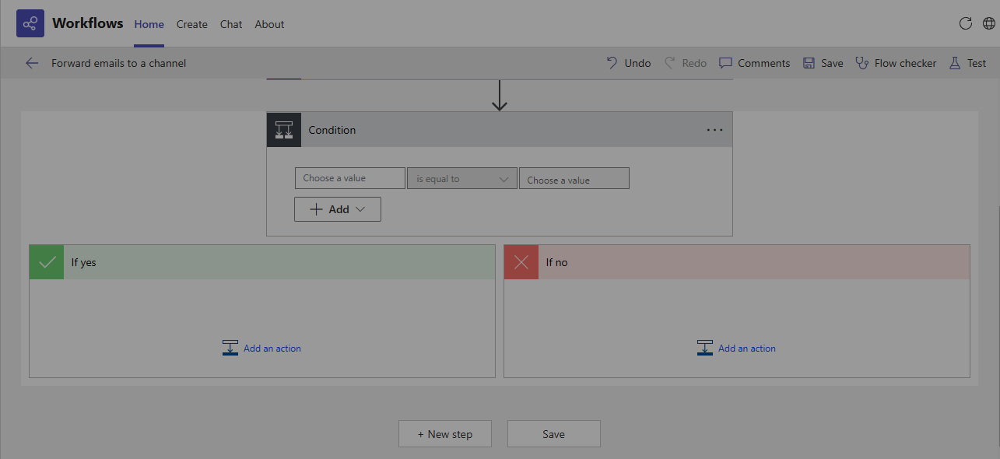 Workflows Home Create Chat About
Forward emails to a channel Undo Redo Comments Save Flow checker Test
Condition
Choose a value is equal to Choose a value
Add
If yes If no
Add an action Add an action
+ New step Save